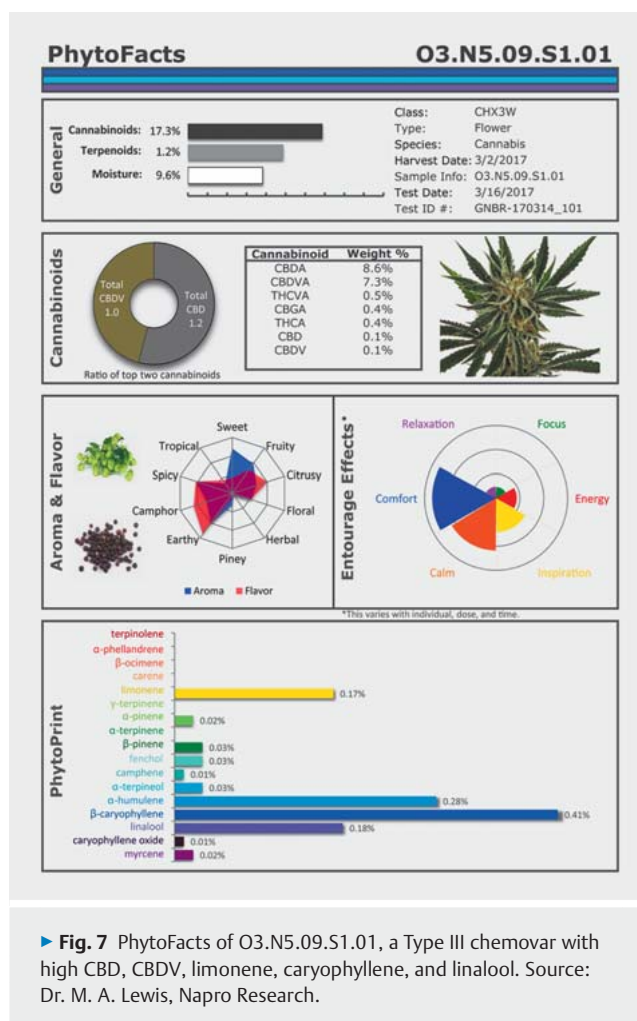 PhytoFacts O3.N5.09.S1.01
General
Cannabinoids: 17.3%
Terpenoids: 1.2%
Moisture: 9.6%
Class: CHX3W
Type: Flower
Species: Cannabis
Harvest Date: 3/2/2017
Sample Info: O3.N5.09.S1.01
Test Date: 3/16/2017
Test ID #: GNBR-170314_101
Cannabinoids
Total
CBDV
1.0
Total
CBD
1.2
Ratio of top two cannabinoids
Cannabinoid Weight %
CBDA 8.6%
CBDVA 7.3%
THCVA 0.5%
CBGA 0.4%
THCA 0.4%
CBD 0.1%
CBDV 0.1%
Aroma & Flavor
Sweet
Tropical Fruity
Spicy Citrusy
Camphor Floral
Earthy Herbal
Piney
Aroma Flavor
Entourage Effects*
Relaxation Focus
Comfort Energy
Calm Inspiration
*This varies with individual, dose, and time.
PhytoPrint
terpinolene
α-phellandrene
β-ocimene
carene
limonene 0.17%
γ-terpinene
α-pinene 0.02%
α-terpinene
β-pinene 0.03%
fenchol 0.03%
camphene 0.01%
α-terpineol 0.03%
α-humulene 0.28%
β-caryophyllene 0.41%
linalool 0.18%
caryophyllene oxide 0.01%
myrcene 0.02%
► Fig. 7 PhytoFacts of O3.N5.09.S1.01, a Type III chemovar with
high CBD, CBDV, limonene, caryophyllene, and linalool. Source:
Dr. M. A. Lewis, Napro Research.